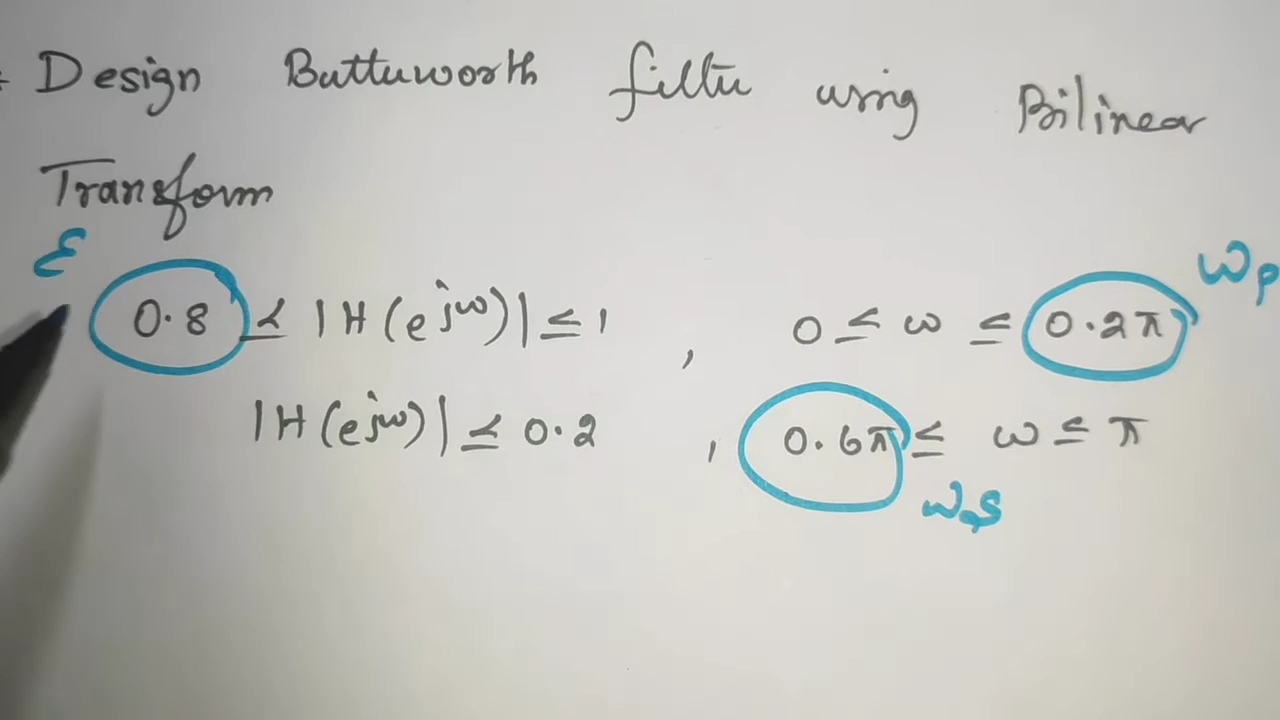 Design Butterworth filter using Bilinear
Transform
ε ωp
0.8 ≤ |H(e^jω)| ≤ 1 , 0 ≤ ω ≤ 0.2π
|H(e^jω)| ≤ 0.2 , 0.6π ≤ ω ≤ π
ωs